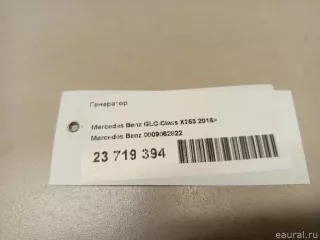 Генератор
Mercedes Benz GLC-Class X253 2015>
Mercedes Benz 0009062822
23 719 394
eaural.ru